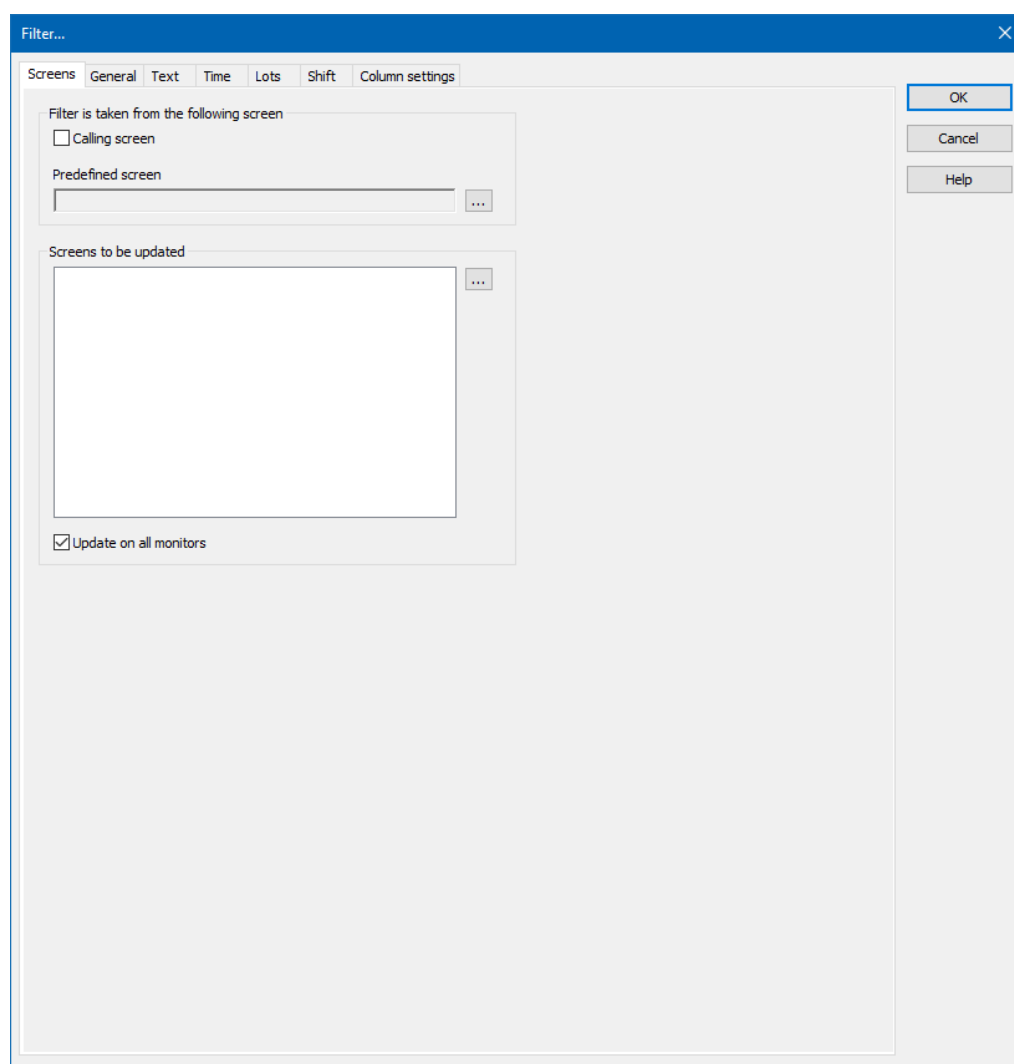 Filter...
Screens General Text Time Lots Shift Column settings
OK
Filter is taken from the following screen
Calling screen
Cancel
Predefined screen
Help
...
Screens to be updated
...
Update on all monitors